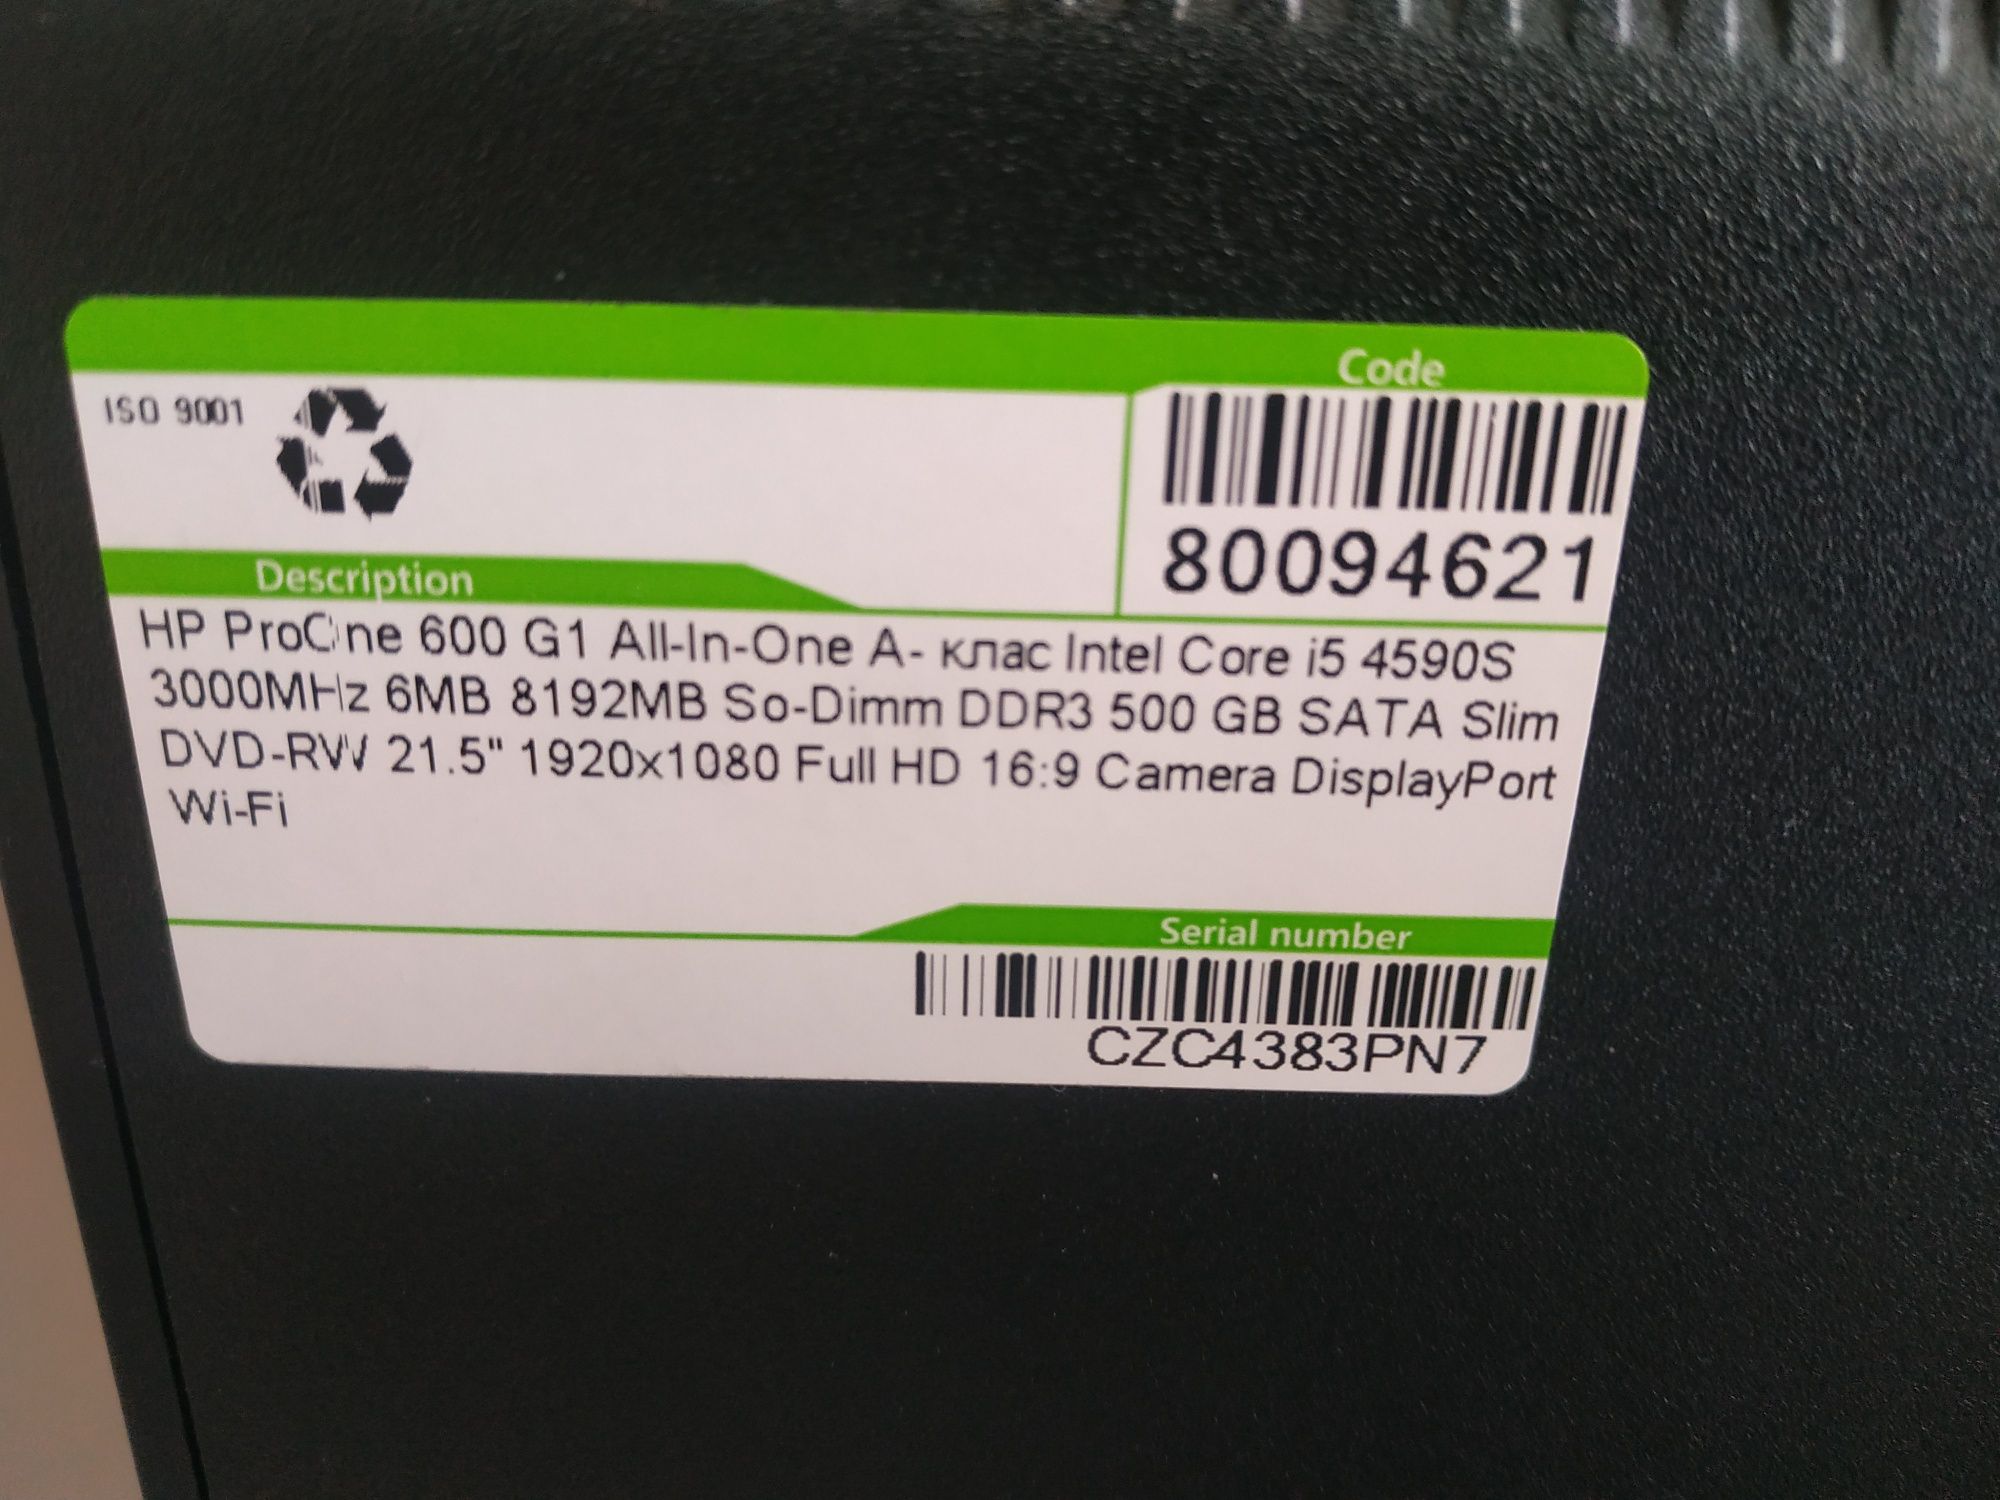 Code
ISO 9001
80094621
Description
HP ProOne 600 G1 All-In-One A- клас Intel Core i5 4590S
3000MHz 6MB 8192MB So-Dimm DDR3 500 GB SATA Slim
DVD-RW 21.5" 1920x1080 Full HD 16:9 Camera DisplayPort
Wi-Fi
Serial number
CZC4383PN7